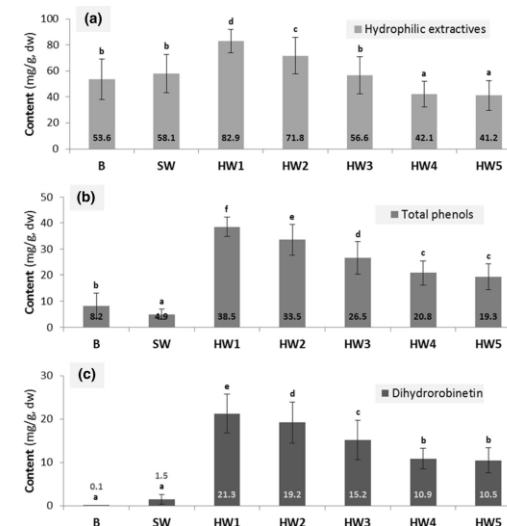 (a)
Hydrophilic extractives
Content (mg/g, dw)
100
80
60
40
20
0
b b d c b a a
53.6 58.1 82.9 71.8 56.6 42.1 41.2
B SW HW1 HW2 HW3 HW4 HW5
(b)
Total phenols
Content (mg/g, dw)
50
40
30
20
10
0
b a f e d c c
8.2 4.9 38.5 33.5 26.5 20.8 19.3
B SW HW1 HW2 HW3 HW4 HW5
(c)
Dihydrorobinetin
Content (mg/g, dw)
30
20
10
0
a a e d c b b
0.1 1.5 21.3 19.2 15.2 10.9 10.5
B SW HW1 HW2 HW3 HW4 HW5